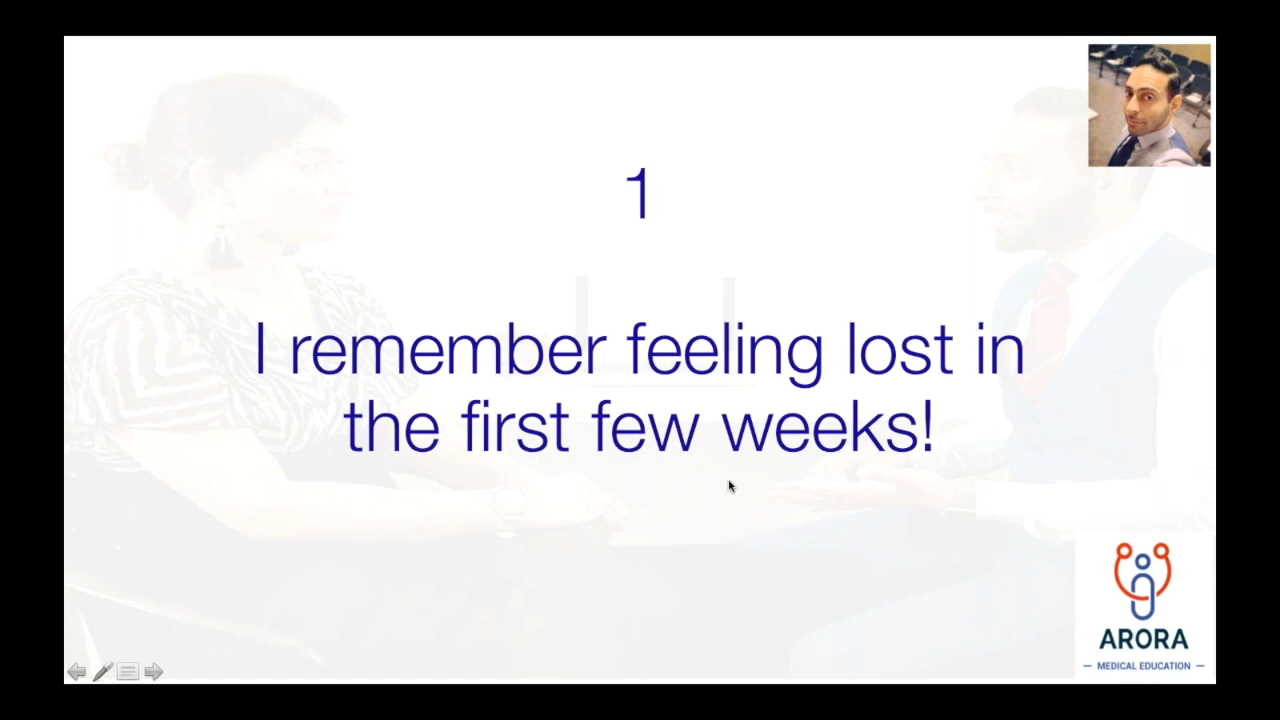 1
I remember feeling lost in
the first few weeks!
ARORA
MEDICAL EDUCATION